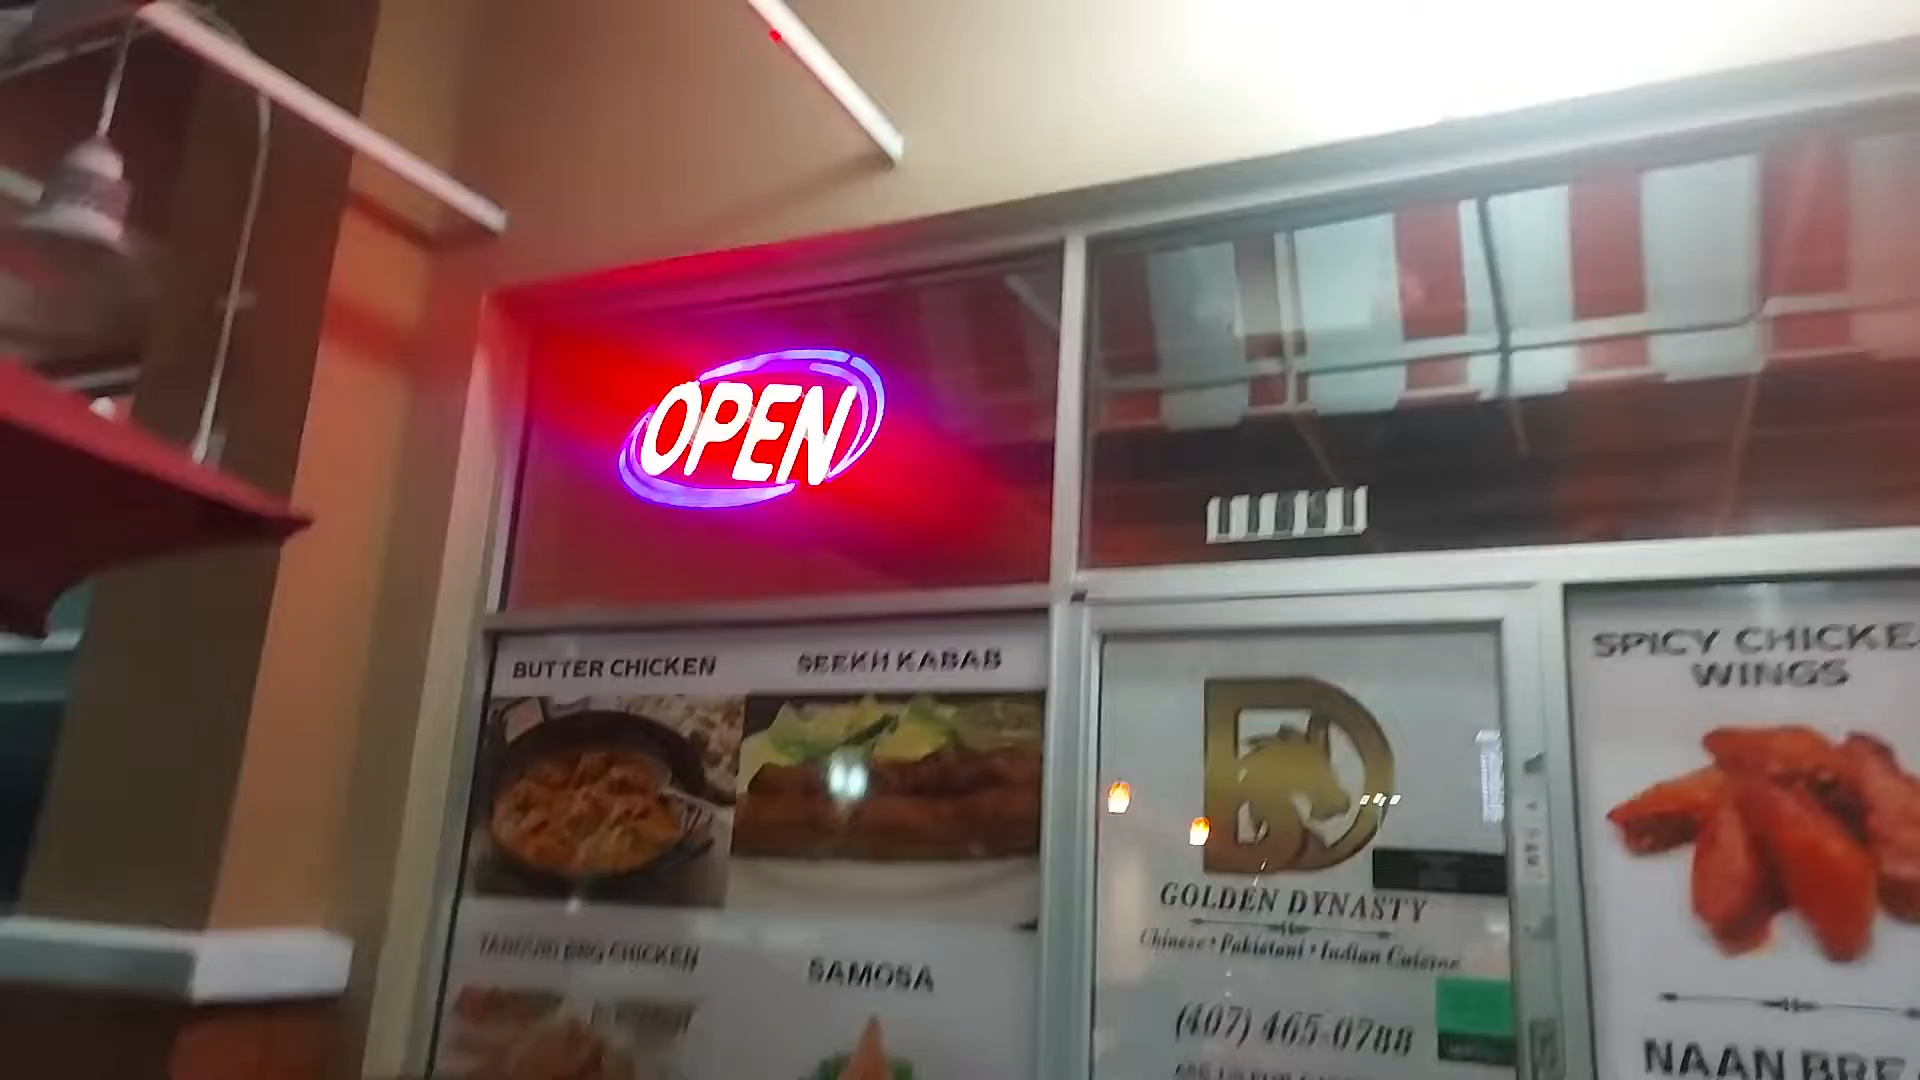 OPEN
BUTTER CHICKEN
SEEKH KABAB
SPICY CHICKE
WINGS
GOLDEN DYNASTY
Chinese • Pakistani • Indian Cuisine
CHICKEN
SAMOSA
(407) 465-0788
NAAN BRE